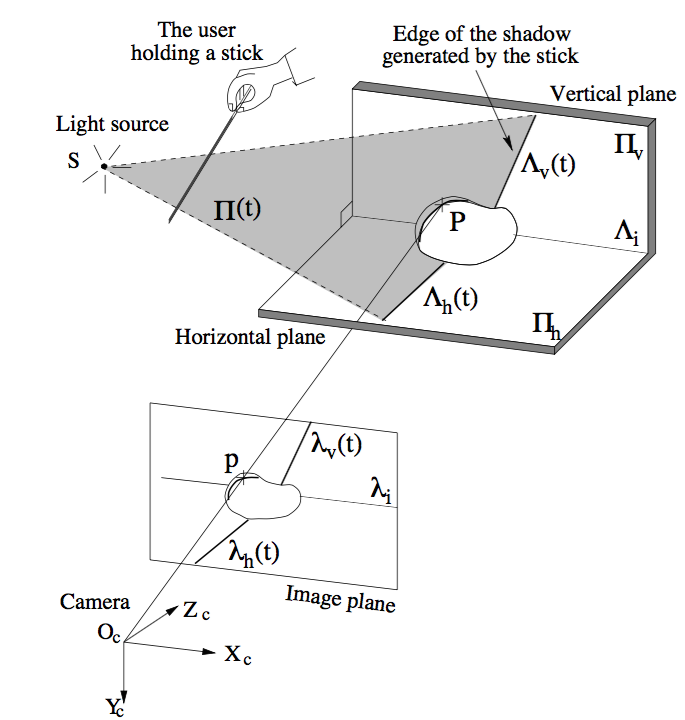 The user
holding a stick
Edge of the shadow
generated by the stick
Vertical plane
Light source
S
Πv
Λv(t)
Π(t)
P
Λi
Λh(t)
Πh
Horizontal plane
λv(t)
p
λi
λh(t)
Image plane
Camera
Zc
Oc
Xc
Yc